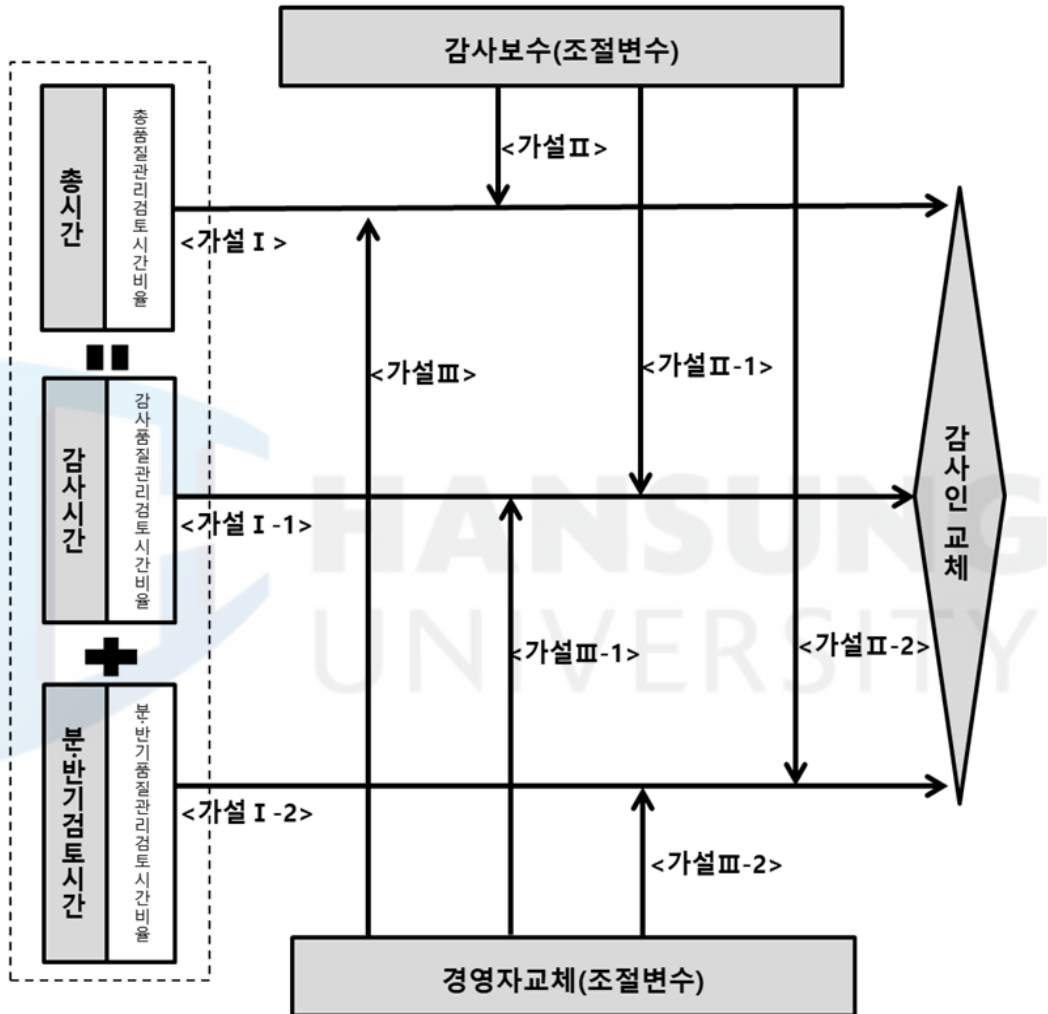 감사보수(조절변수)
총시간
총품질관리검토시간비율
<가설Ⅱ>
<가설Ⅰ>
<가설Ⅲ>
<가설Ⅱ-1>
감사시간
감사품질관리검토시간비율
<가설Ⅰ-1>
감사인 교체
HANSUNG
UNIVERSITY
<가설Ⅲ-1>
<가설Ⅱ-2>
분·반기검토시간
분·반기품질관리검토시간비율
<가설Ⅰ-2>
<가설Ⅲ-2>
경영자교체(조절변수)